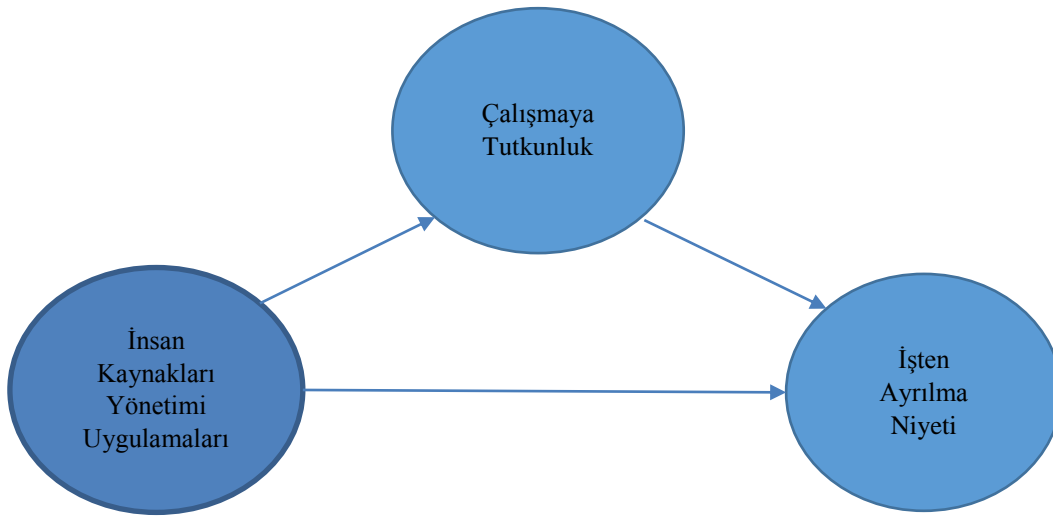 Çalışmaya
Tutkunluk
İnsan
Kaynakları
Yönetimi
Uygulamaları
İşten
Ayrılma
Niyeti